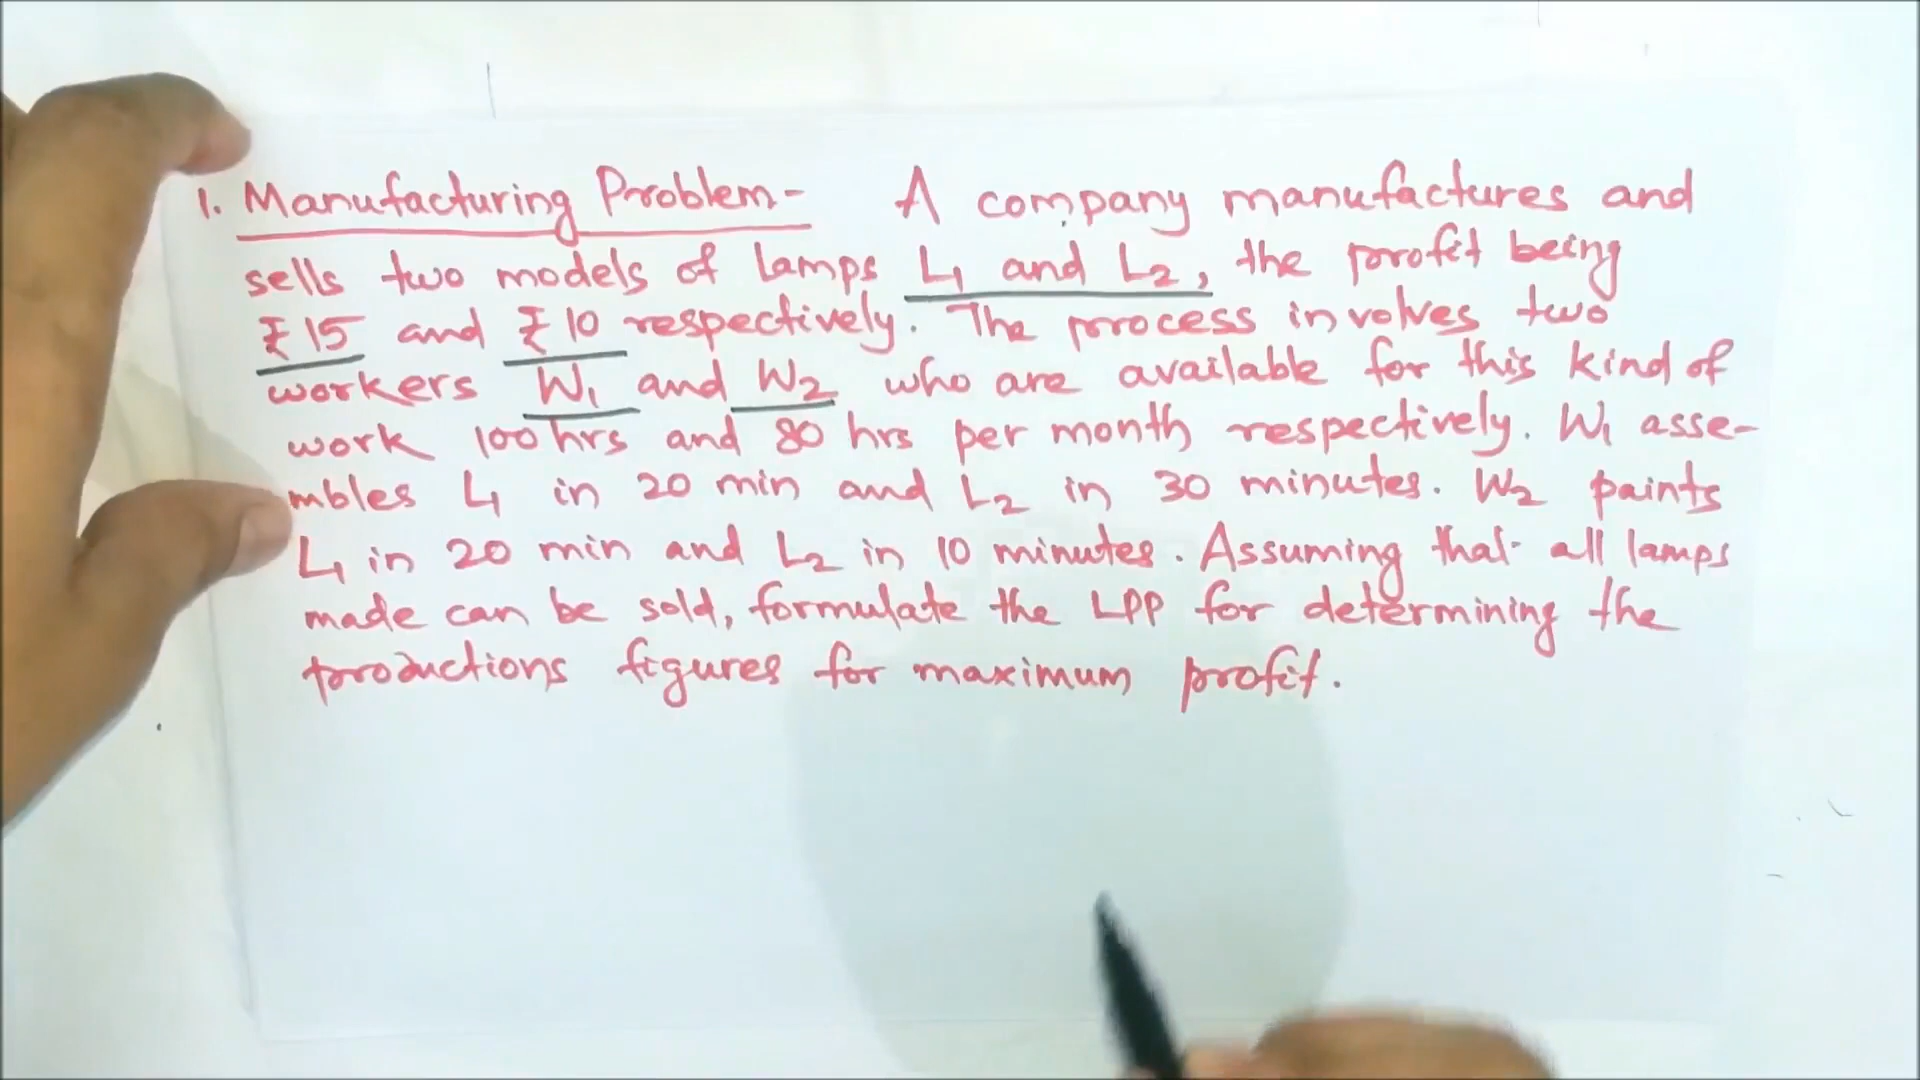 1. Manufacturing Problem- A company manufactures and
sells two models of lamps L1 and L2, the profit being
₹15 and ₹10 respectively. The process involves two
workers W1 and W2 who are available for this kind of
work 100hrs and 80 hrs per month respectively. W1 asse-
mbles L1 in 20 min and L2 in 30 minutes. W2 paints
L1 in 20 min and L2 in 10 minutes. Assuming that all lamps
made can be sold, formulate the LPP for determining the
productions figures for maximum profit.